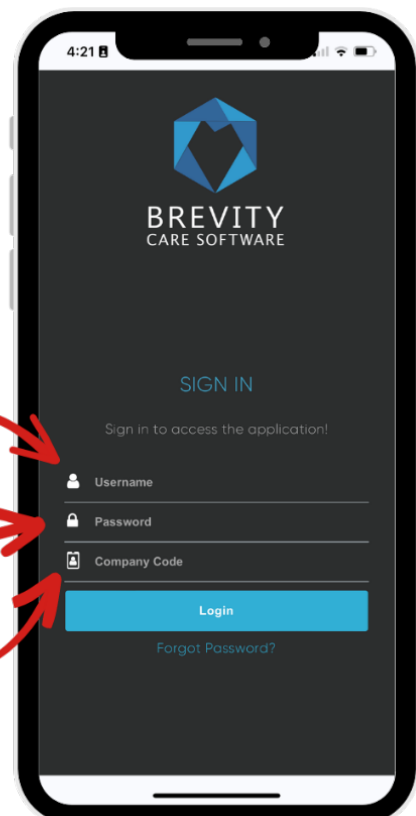 4:21
BREVITY
CARE SOFTWARE
SIGN IN
Sign in to access the application!
Username
Password
Company Code
Login
Forgot Password?